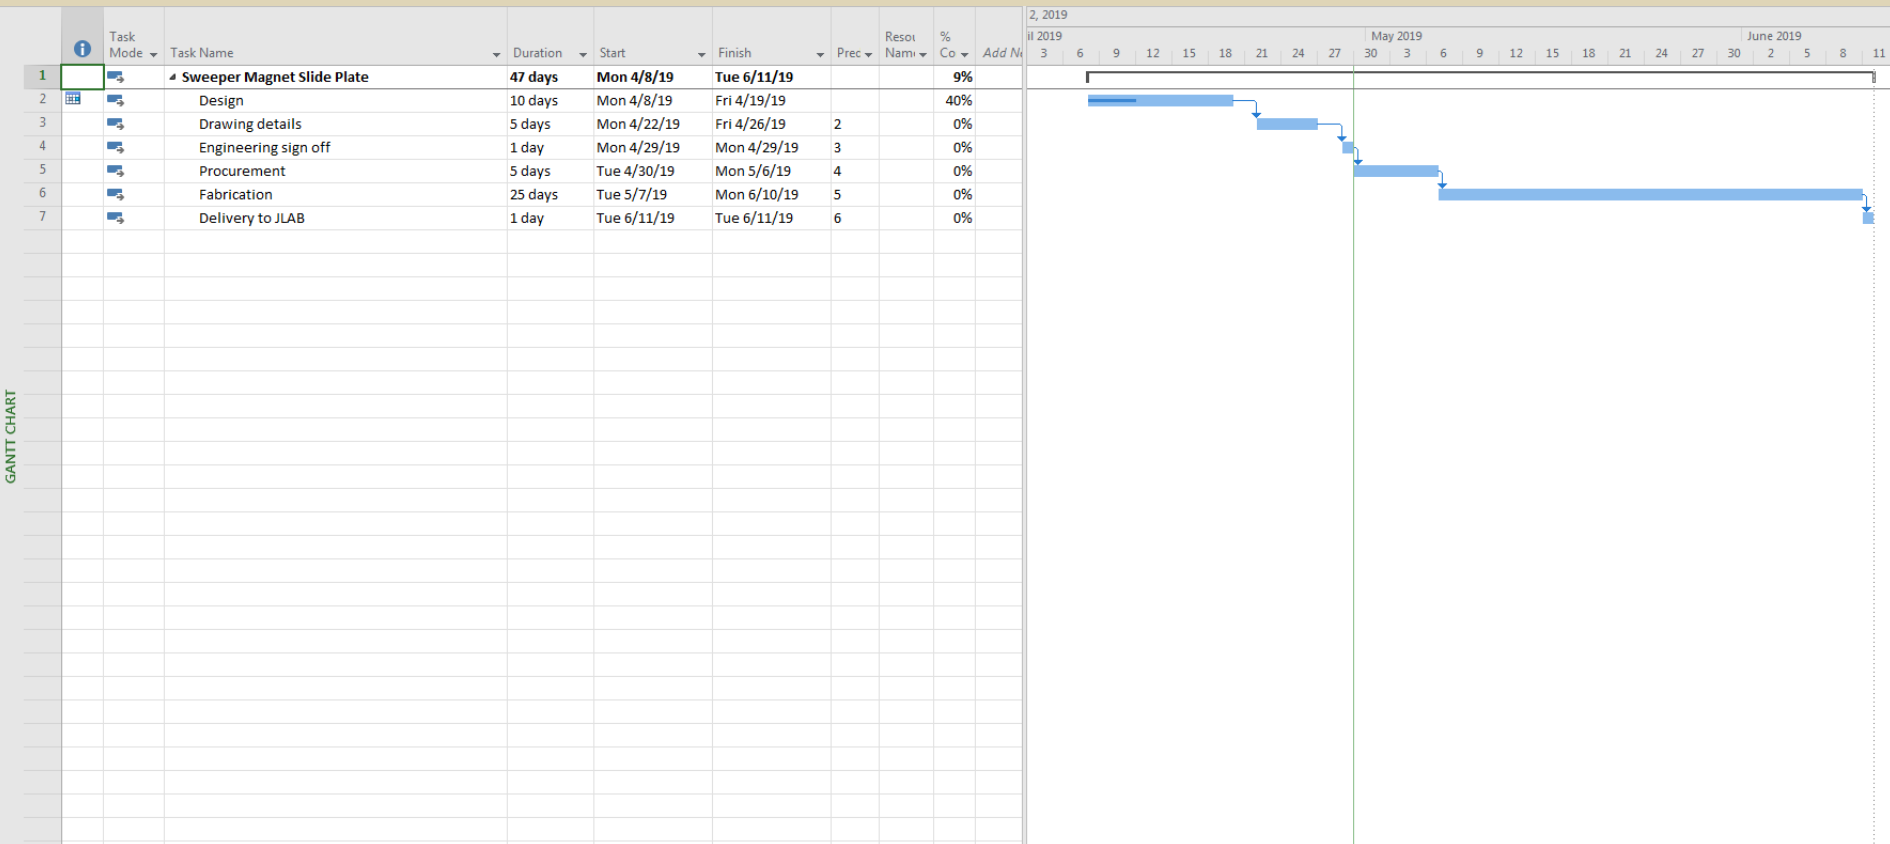 2, 2019
il 2019 May 2019 June 2019
Task Mode Task Name Duration Start Finish Prec Resou Name % Co Add Ne
3 6 9 12 15 18 21 24 27 30 3 6 9 12 15 18 21 24 27 30 2 5 8 11
1 Sweeper Magnet Slide Plate 47 days Mon 4/8/19 Tue 6/11/19 9%
2 Design 10 days Mon 4/8/19 Fri 4/19/19 40%
3 Drawing details 5 days Mon 4/22/19 Fri 4/26/19 2 0%
4 Engineering sign off 1 day Mon 4/29/19 Mon 4/29/19 3 0%
5 Procurement 5 days Tue 4/30/19 Mon 5/6/19 4 0%
6 Fabrication 25 days Tue 5/7/19 Mon 6/10/19 5 0%
7 Delivery to JLAB 1 day Tue 6/11/19 Tue 6/11/19 6 0%
GANTT CHART